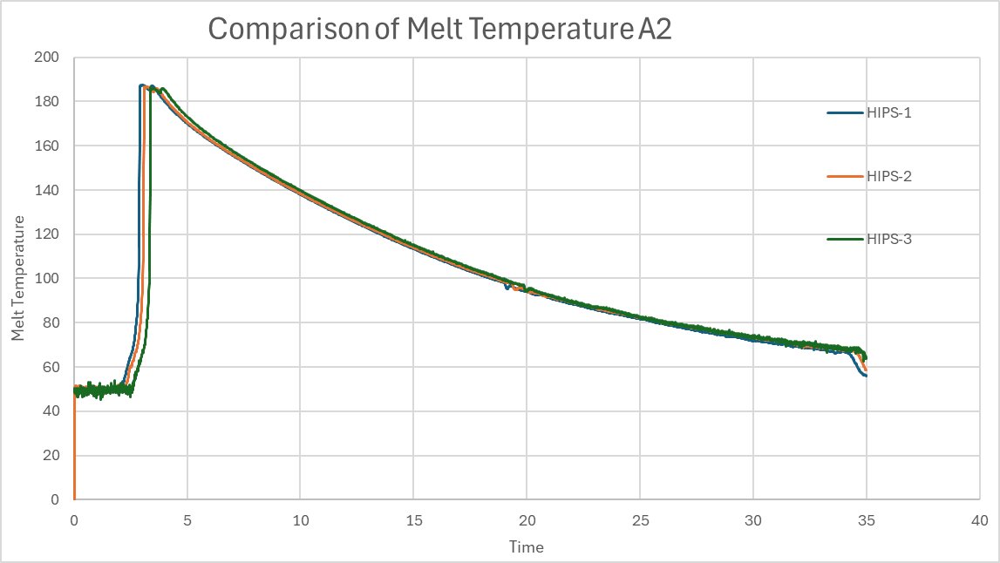 Comparison of Melt Temperature A2
200
180
160
140
120
100
80
60
40
20
0
Melt Temperature
0 5 10 15 20 25 30 35 40
Time
HIPS-1
HIPS-2
HIPS-3